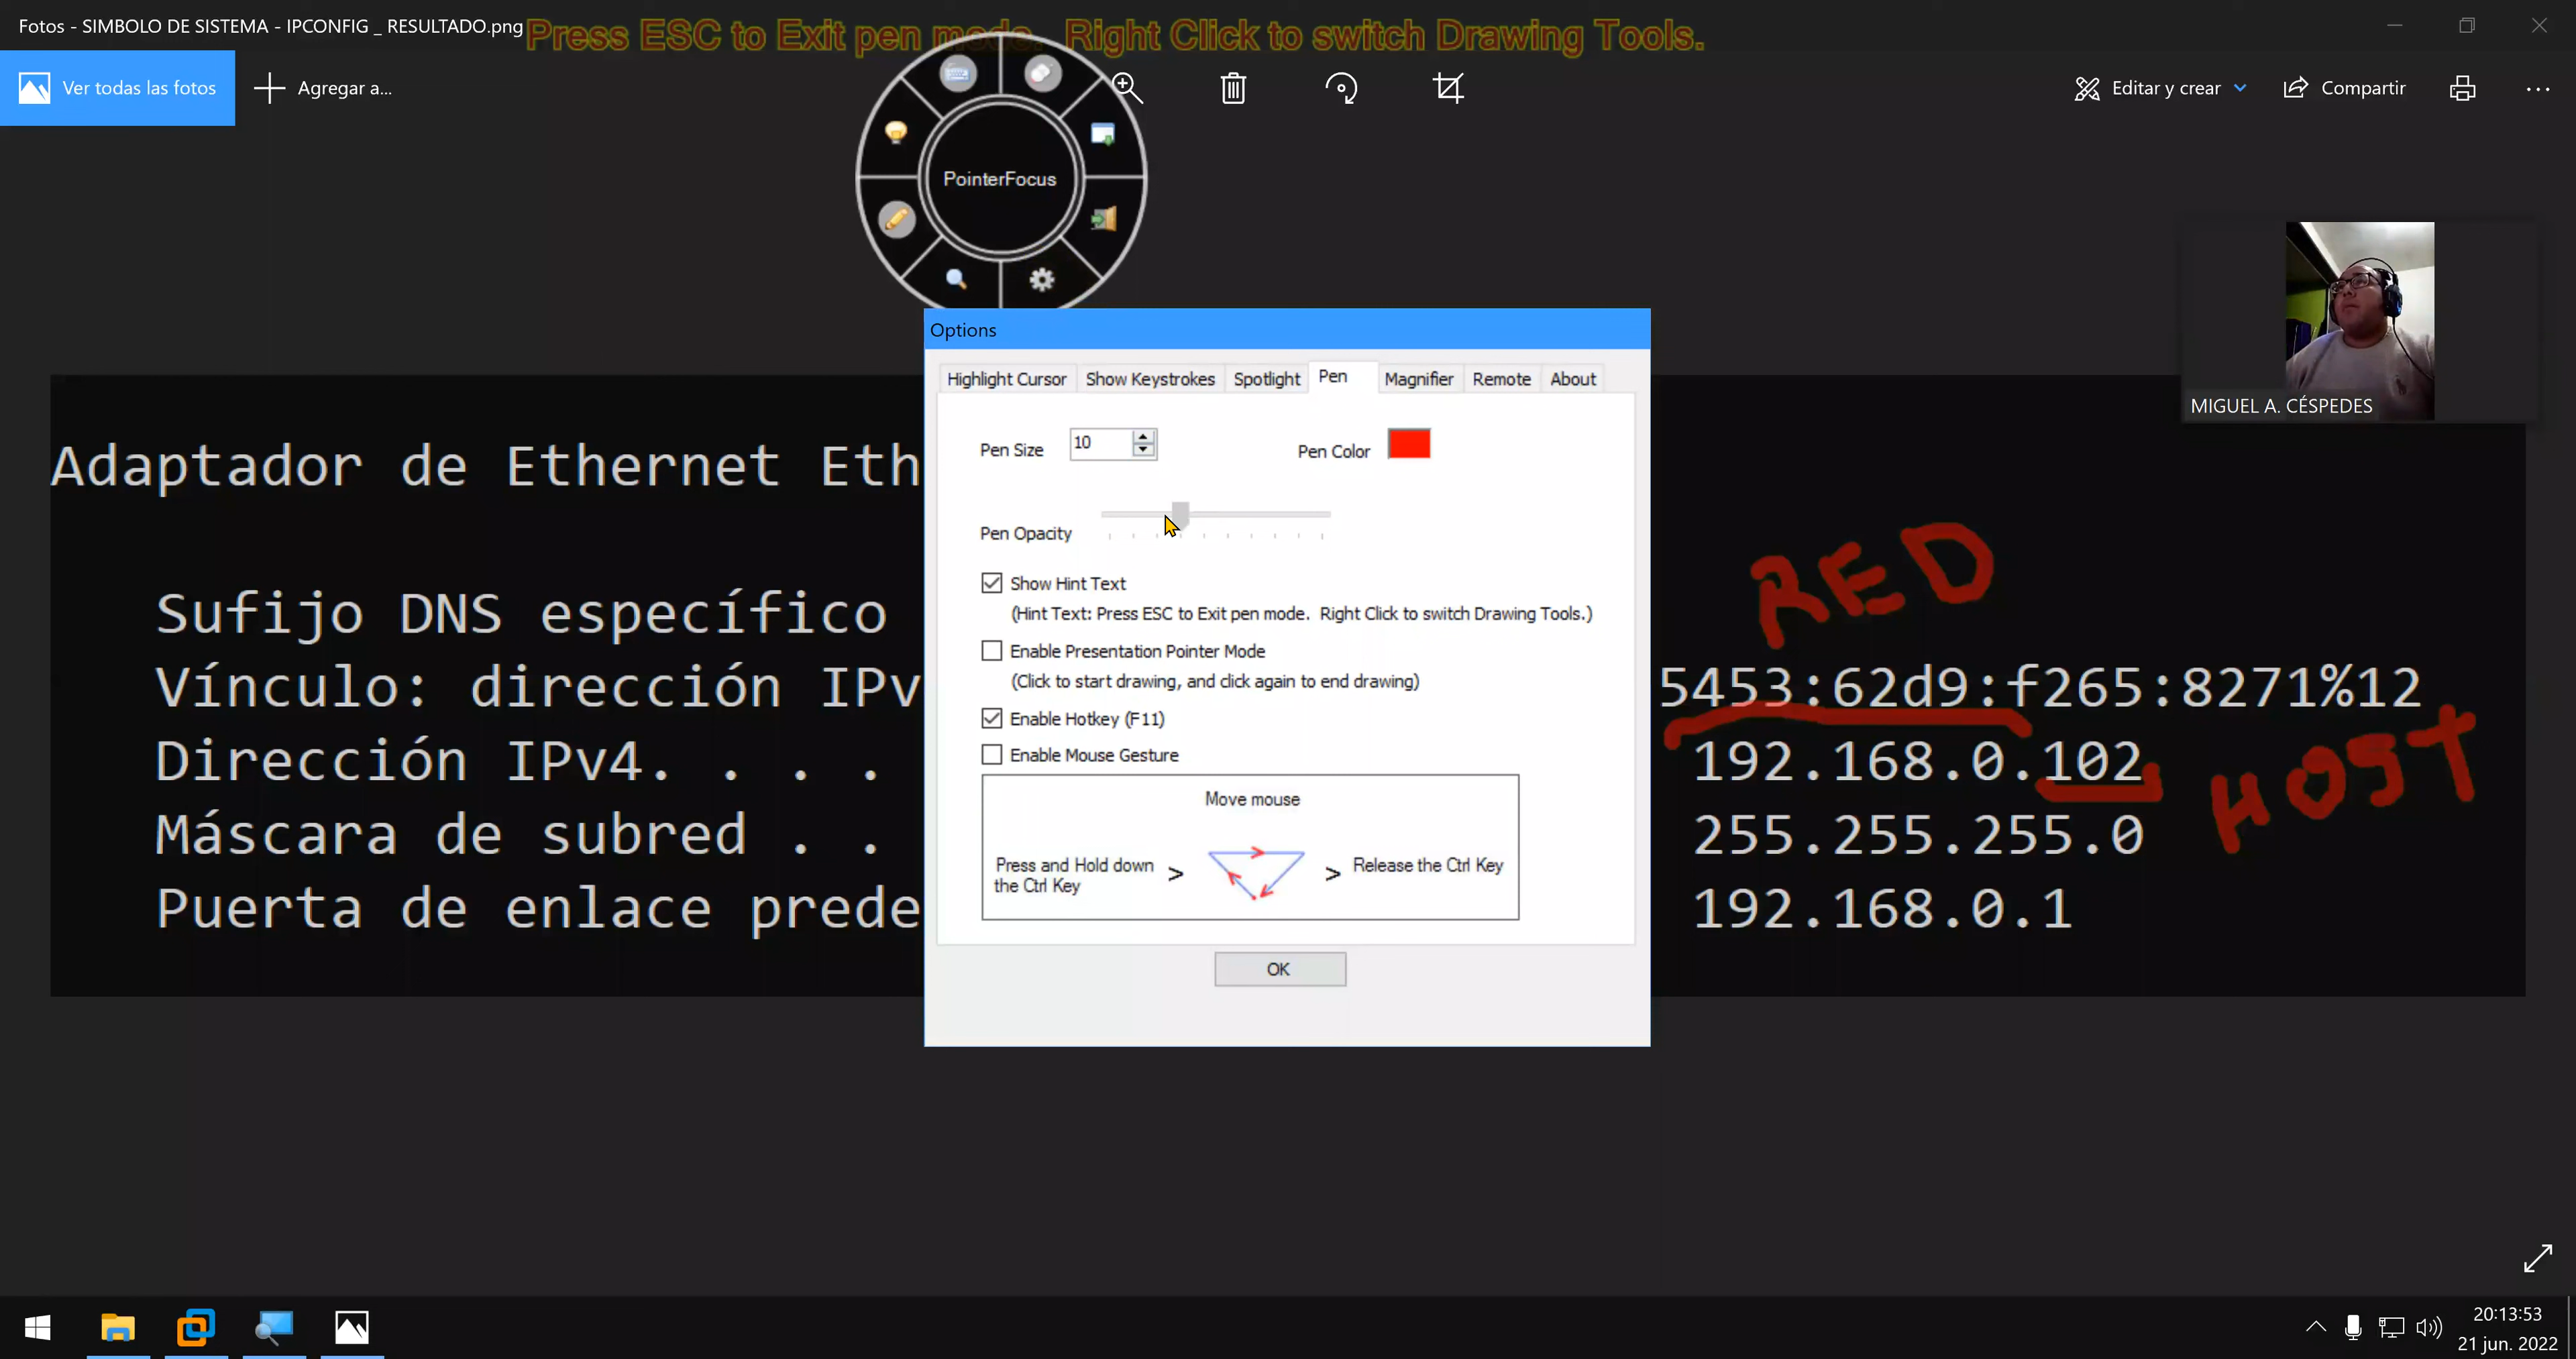 Fotos - SIMBOLO DE SISTEMA - IPCONFIG _ RESULTADO.png
Press ESC to Exit pen mode. Right Click to switch Drawing Tools.
Ver todas las fotos
Agregar a...
Editar y crear
Compartir
PointerFocus
MIGUEL A. CÉSPEDES
Options
Highlight Cursor Show Keystrokes Spotlight Pen Magnifier Remote About
Pen Size 10 Pen Color
Pen Opacity
Show Hint Text
(Hint Text: Press ESC to Exit pen mode. Right Click to switch Drawing Tools.)
Enable Presentation Pointer Mode
(Click to start drawing, and click again to end drawing)
Enable Hotkey (F11)
Enable Mouse Gesture
Move mouse
Press and Hold down
the Ctrl Key
>
> Release the Ctrl Key
OK
Adaptador de Ethernet Eth
RED
Sufijo DNS específico
Vínculo: dirección IPv 5453:62d9:f265:8271%12
Dirección IPv4. . . . 192.168.0.102 HOST
Máscara de subred . . 255.255.255.0
Puerta de enlace prede 192.168.0.1
20:13:53
21 jun. 2022